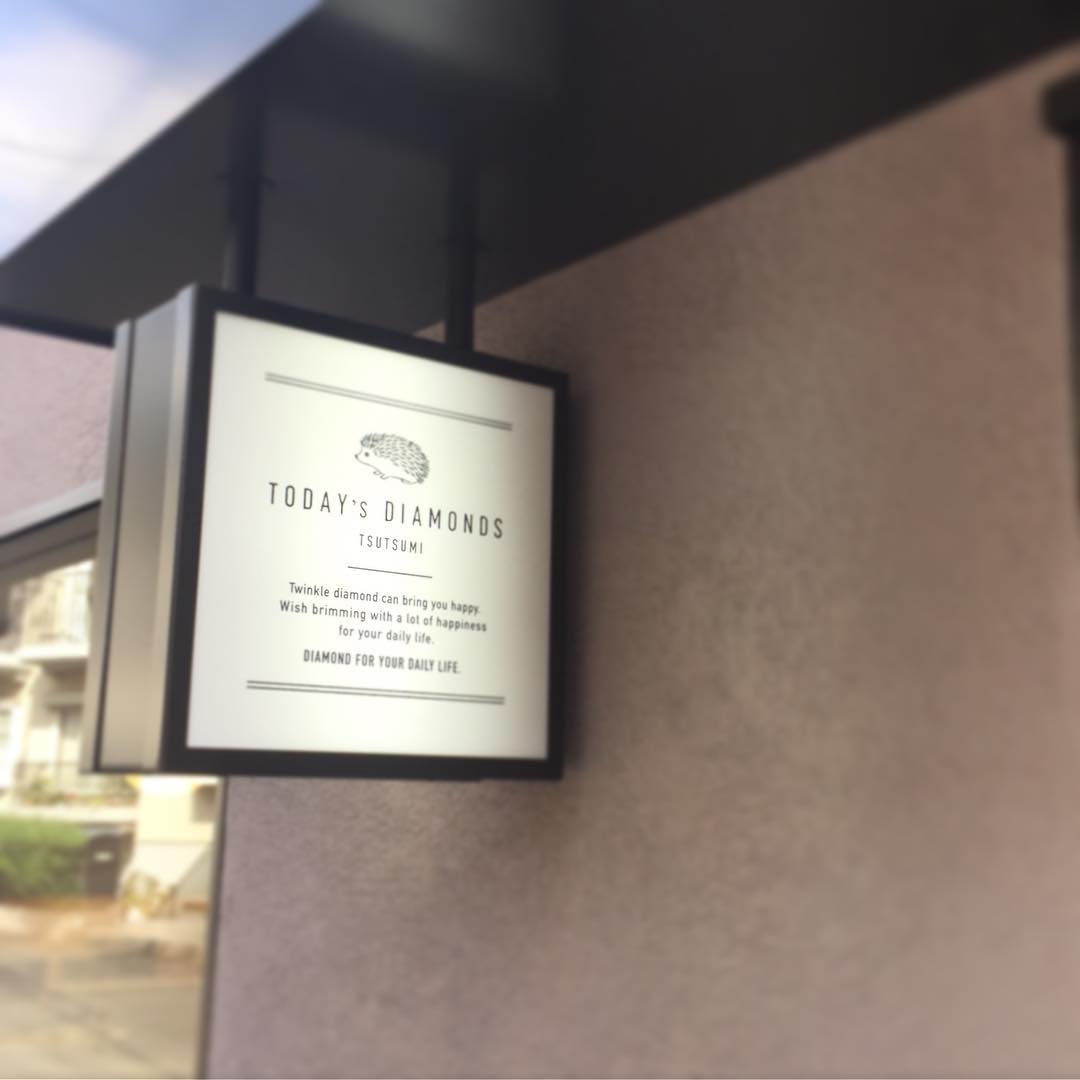 TODAY's DIAMONDS
TSUTSUMI
Twinkle diamond can bring you happy.
Wish brimming with a lot of happiness
for your daily life.
DIAMOND FOR YOUR DAILY LIFE.